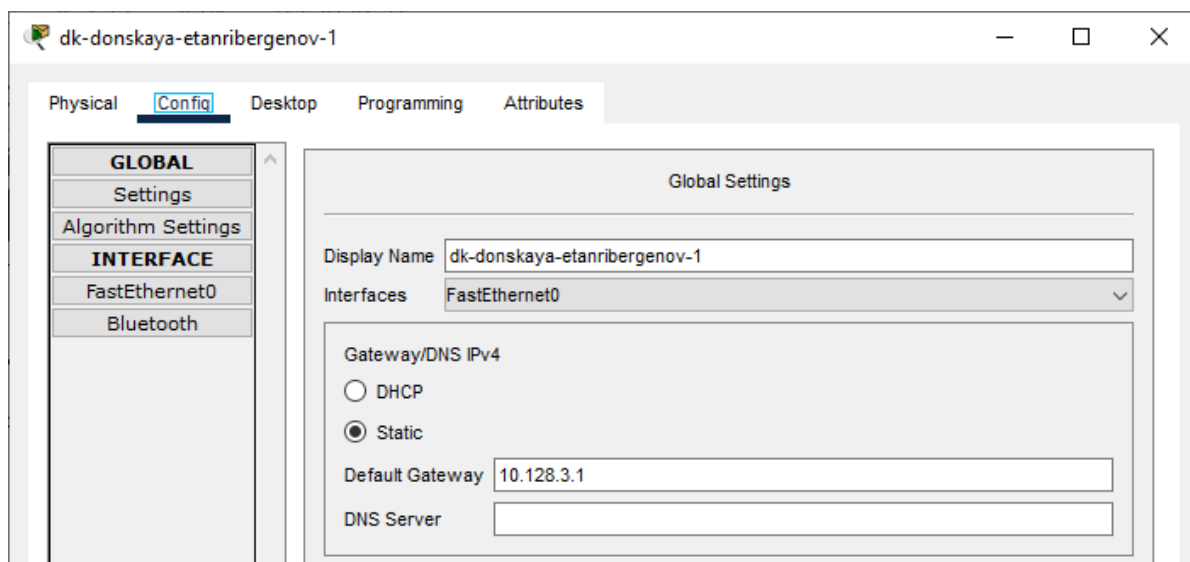 dk-donskaya-etanribergenov-1
Physical Config Desktop Programming Attributes
GLOBAL
Settings
Algorithm Settings
INTERFACE
FastEthernet0
Bluetooth
Global Settings
Display Name dk-donskaya-etanribergenov-1
Interfaces FastEthernet0
Gateway/DNS IPv4
DHCP
Static
Default Gateway 10.128.3.1
DNS Server